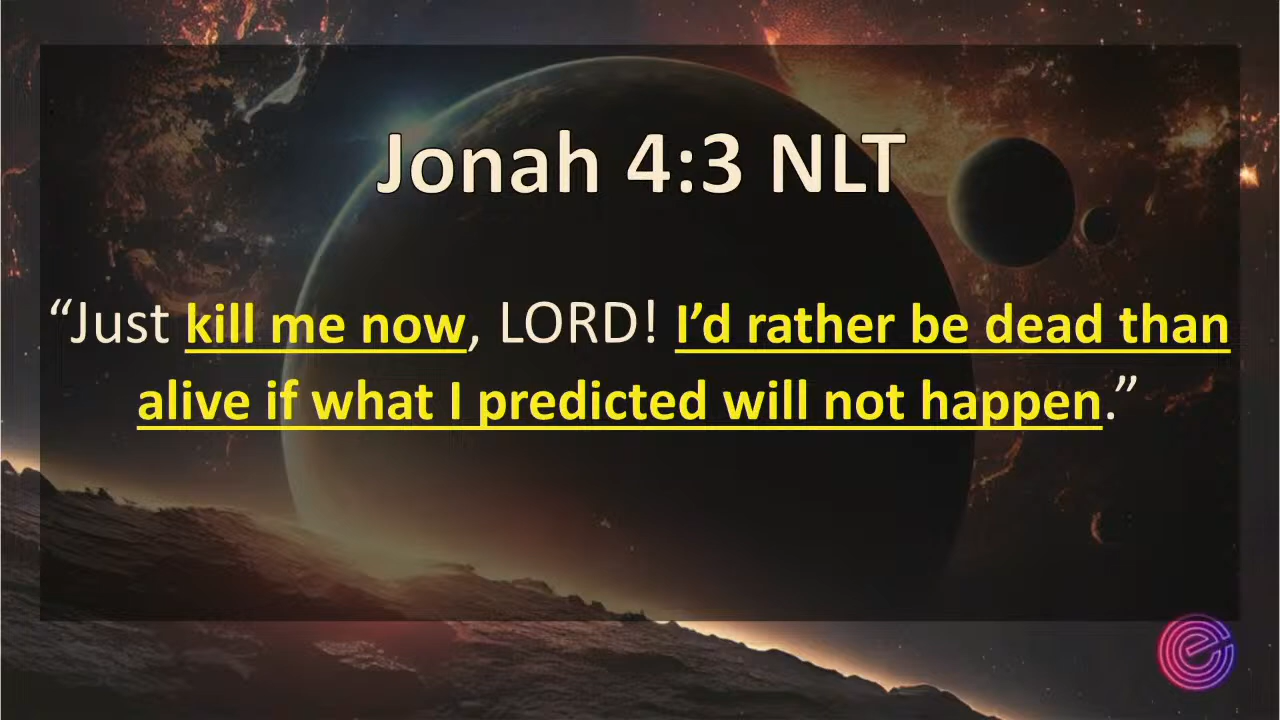 Jonah 4:3 NLT
“Just kill me now, LORD! I’d rather be dead than
alive if what I predicted will not happen.”